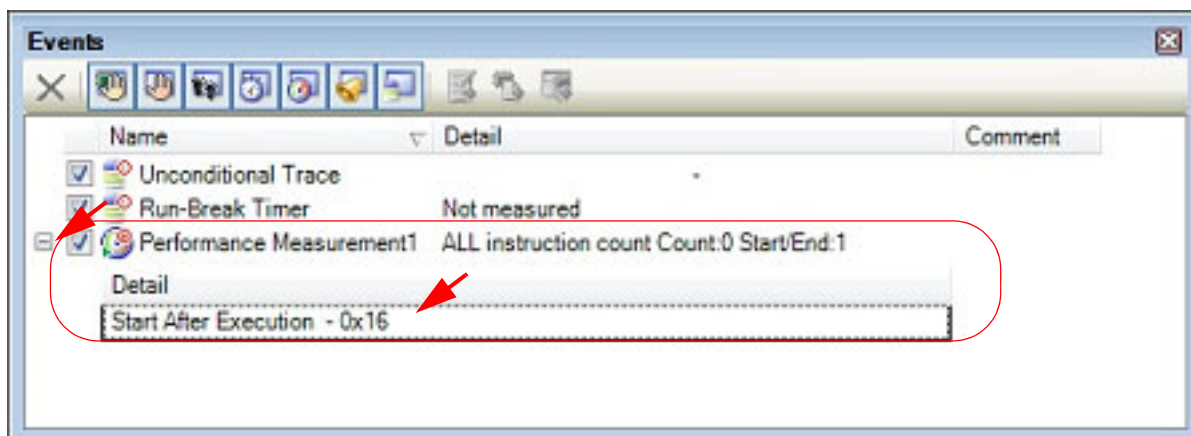 Events
Name Detail Comment
Unconditional Trace -
Run-Break Timer Not measured
Performance Measurement1 ALL instruction count Count:0 Start/End:1
Detail
Start After Execution - 0x16